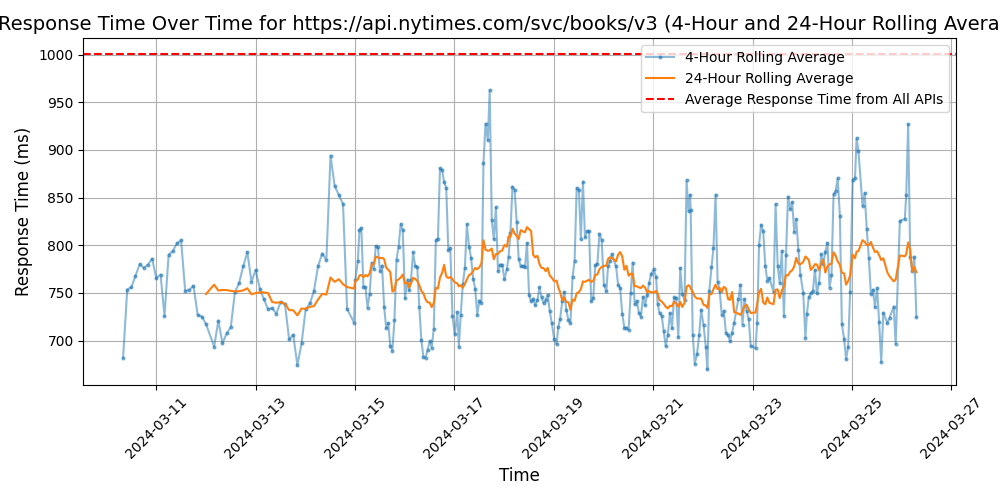 Response Time Over Time for https://api.nytimes.com/svc/books/v3 (4-Hour and 24-Hour Rolling Avera
1000
950
900
850
800
750
700
Response Time (ms)
4-Hour Rolling Average
24-Hour Rolling Average
Average Response Time from All APIs
2024-03-11
2024-03-13
2024-03-15
2024-03-17
2024-03-19
2024-03-21
2024-03-23
2024-03-25
2024-03-27
Time